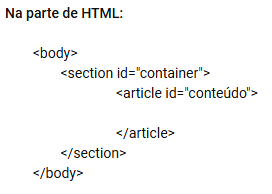 Na parte de HTML:
<body>
<section id="container">
<article id="conteúdo">
</article>
</section>
</body>